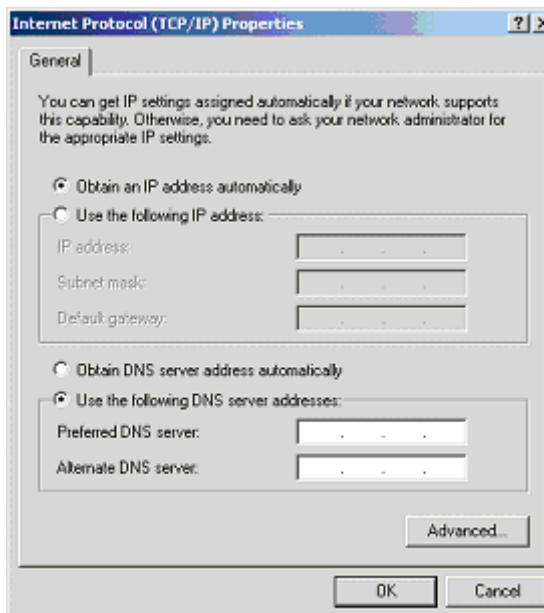 Internet Protocol (TCP/IP) Properties
General
You can get IP settings assigned automatically if your network supports
this capability. Otherwise, you need to ask your network administrator for
the appropriate IP settings.
Obtain an IP address automatically
Use the following IP address:
IP address:
Subnet mask:
Default gateway:
Obtain DNS server address automatically
Use the following DNS server addresses:
Preferred DNS server:
Alternate DNS server:
Advanced...
OK
Cancel